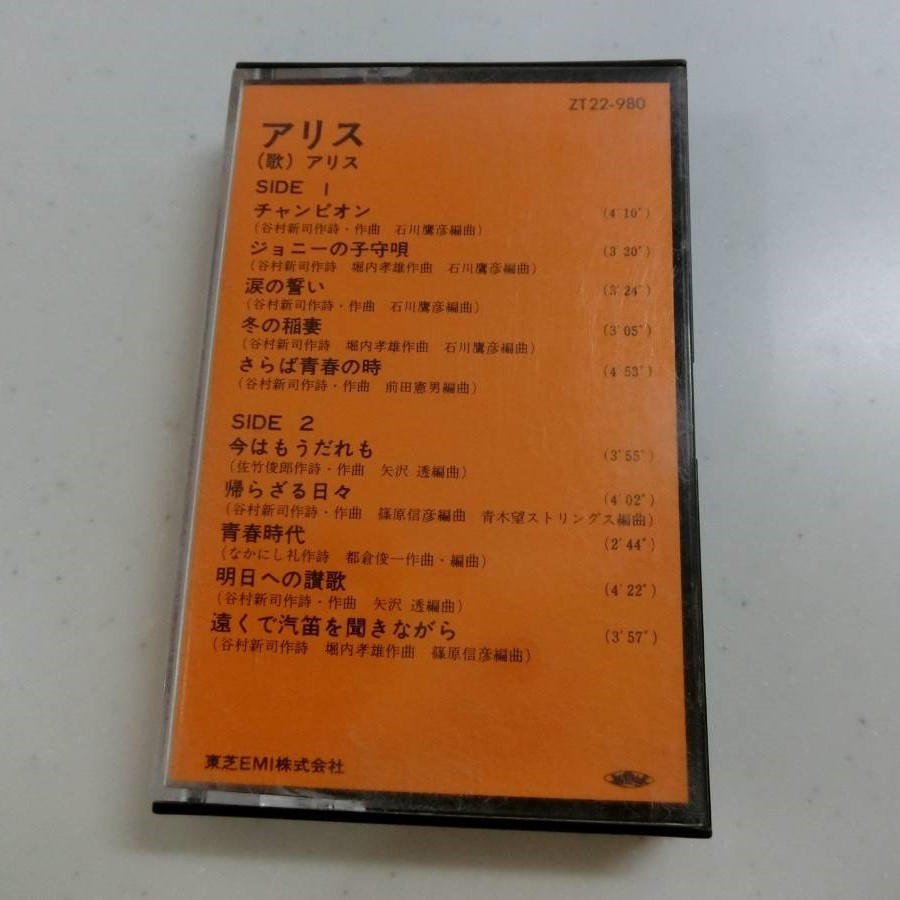 ZT22-980
アリス
(歌) アリス
SIDE 1
チャンピオン (4'10")
(谷村新司作詩・作曲 石川鷹彦編曲)
ジョニーの子守唄 (3'20")
(谷村新司作詩 堀内孝雄作曲 石川鷹彦編曲)
涙の誓い (3'24")
(谷村新司作詩・作曲 石川鷹彦編曲)
冬の稲妻 (3'05")
(谷村新司作詩 堀内孝雄作曲 石川鷹彦編曲)
さらば青春の時 (4'53")
(谷村新司作詩・作曲 前田憲男編曲)
SIDE 2
今はもうだれも (3'55")
(佐竹俊郎作詩・作曲 矢沢 透編曲)
帰らざる日々 (4'02")
(谷村新司作詩・作曲 篠原信彦編曲 青木望ストリングス編曲)
青春時代 (2'44")
(なかにし礼作詩 都倉俊一作曲・編曲)
明日への讃歌 (4'22")
(谷村新司作詩・作曲 矢沢 透編曲)
遠くで汽笛を聞きながら (3'57")
(谷村新司作詩 堀内孝雄作曲 篠原信彦編曲)
東芝EMI株式会社